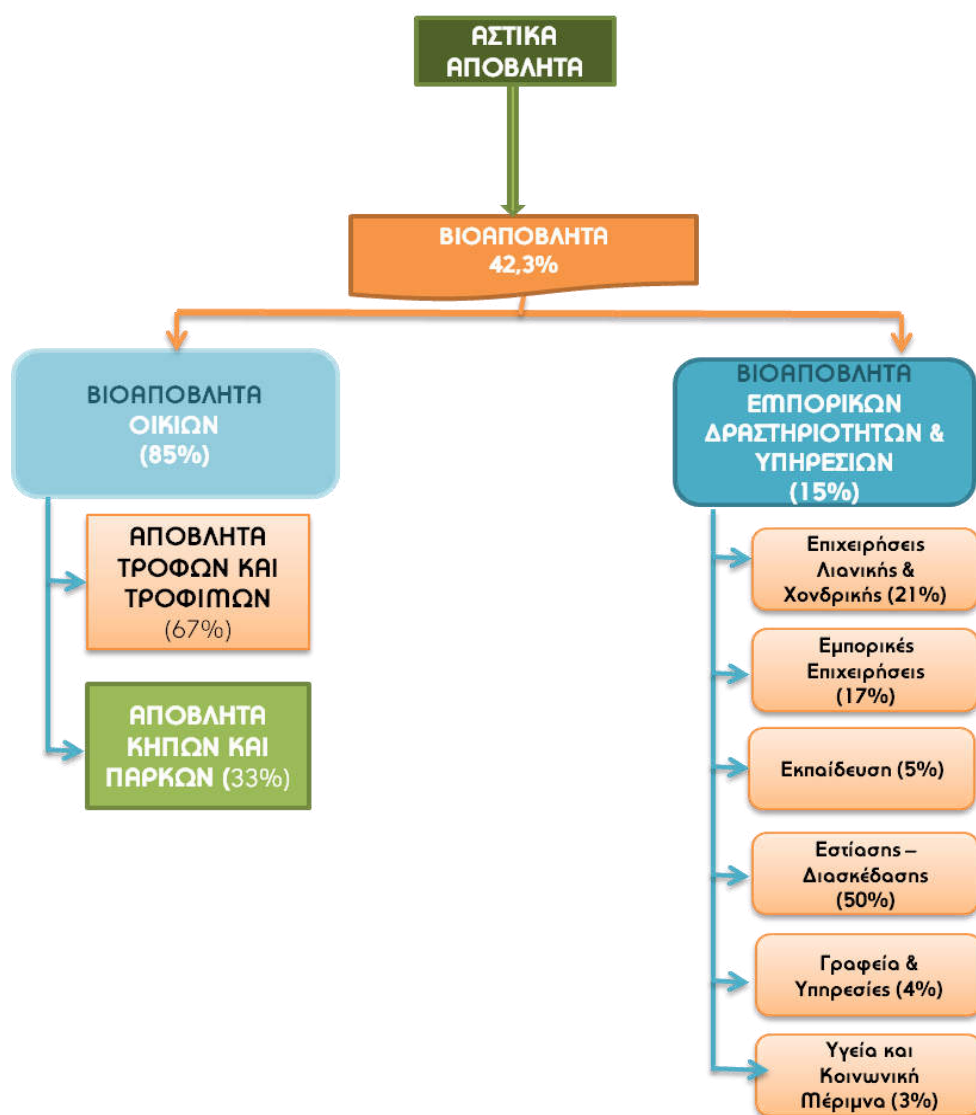 ΑΣΤΙΚΑ
ΑΠΟΒΛΗΤΑ
ΒΙΟΑΠΟΒΛΗΤΑ
42,3%
ΒΙΟΑΠΟΒΛΗΤΑ
ΟΙΚΙΩΝ
(85%)
ΑΠΟΒΛΗΤΑ
ΤΡΟΦΩΝ ΚΑΙ
ΤΡΟΦΙΜΩΝ
(67%)
ΑΠΟΒΛΗΤΑ
ΚΗΠΩΝ ΚΑΙ
ΠΑΡΚΩΝ (33%)
ΒΙΟΑΠΟΒΛΗΤΑ
ΕΜΠΟΡΙΚΩΝ
ΔΡΑΣΤΗΡΙΟΤΗΤΩΝ &
ΥΠΗΡΕΣΙΩΝ
(15%)
Επιχειρήσεις
Λιανικής &
Χονδρικής (21%)
Εμπορικές
Επιχειρήσεις
(17%)
Εκπαίδευση (5%)
Εστίασης –
Διασκέδασης
(50%)
Γραφεία &
Υπηρεσίες (4%)
Υγεία και
Κοινωνική
Μέριμνα (3%)